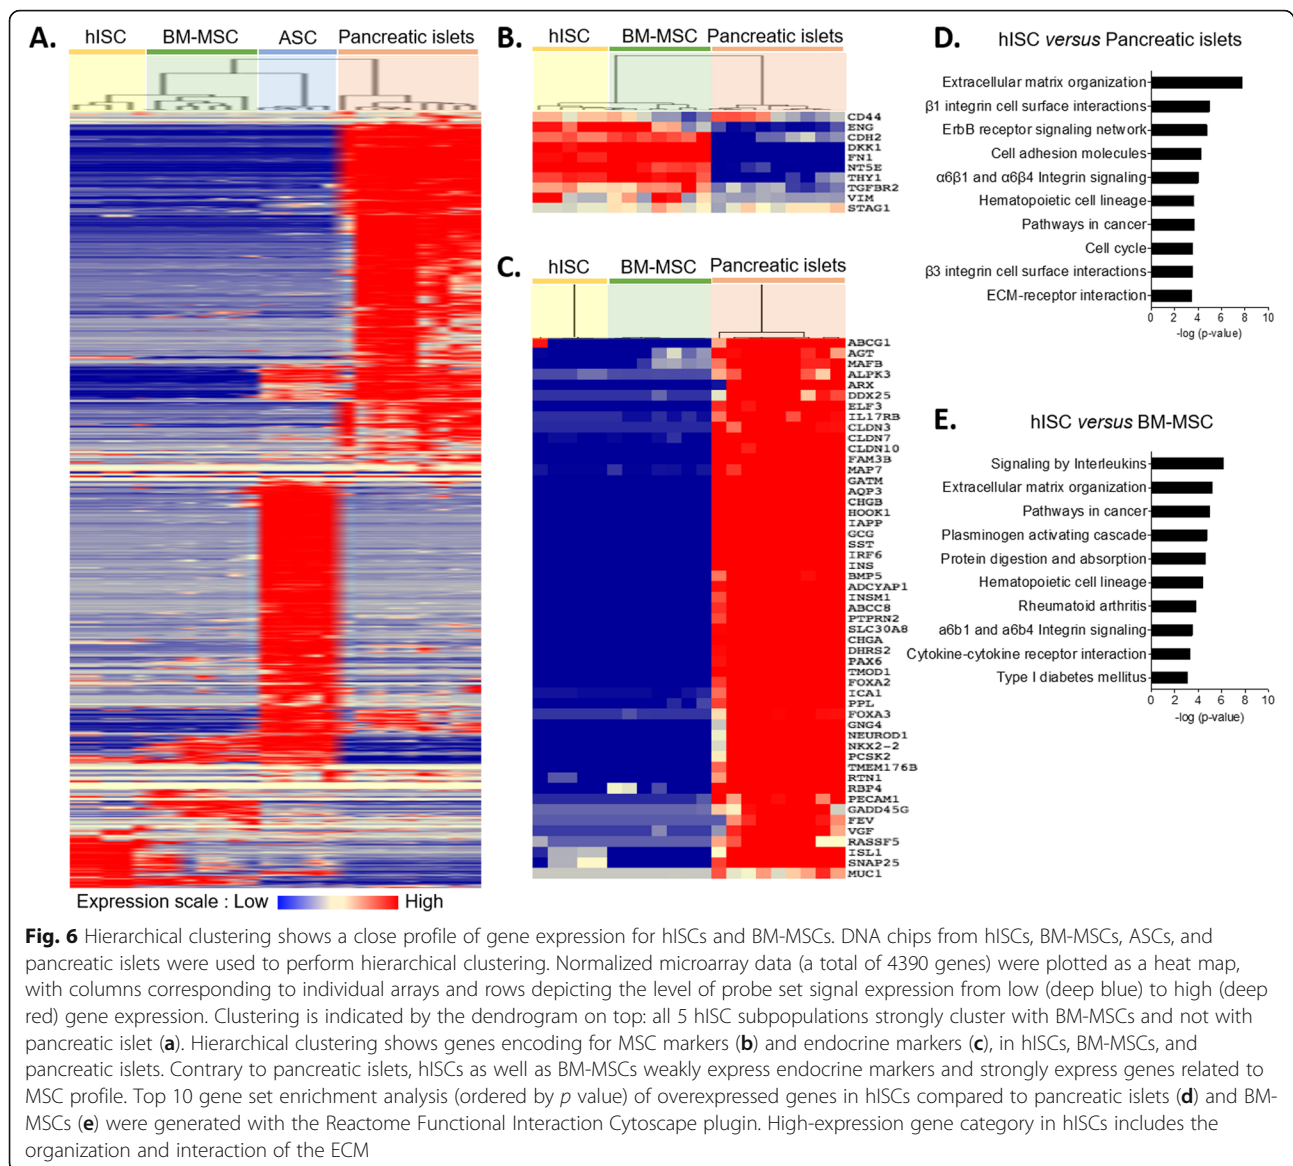 A.
hISC BM-MSC ASC Pancreatic islets
Expression scale : Low High
B.
hISC BM-MSC Pancreatic islets
CD44
ENG
CDH2
DKK1
FN1
NT5E
THY1
TGFBR2
VIM
STAG1
C.
hISC BM-MSC Pancreatic islets
ABCG1
AGT
MAFB
ALPK3
ARX
DDX25
ELF3
IL17RB
CLDN3
CLDN7
CLDN10
FAM3B
MAP7
GATM
AQP3
CHGB
HOOK1
IAPP
GCG
SST
IRF6
INS
BMP5
ADCYAP1
INSM1
ABCC8
PTPRN2
SLC30A8
CHGA
DHRS2
PAX6
TMOD1
FOXA2
ICA1
PPL
FOXA3
GNG4
NEUROD1
NKX2-2
PCSK2
TMEM176B
RTN1
RBP4
PECAM1
GADD45G
FEV
VGF
RASSF5
ISL1
SNAP25
MUC1
D.
hISC versus Pancreatic islets
Extracellular matrix organization
β1 integrin cell surface interactions
ErbB receptor signaling network
Cell adhesion molecules
α6β1 and α6β4 Integrin signaling
Hematopoietic cell lineage
Pathways in cancer
Cell cycle
β3 integrin cell surface interactions
ECM-receptor interaction
0 2 4 6 8 10
-log (p-value)
E.
hISC versus BM-MSC
Signaling by Interleukins
Extracellular matrix organization
Pathways in cancer
Plasminogen activating cascade
Protein digestion and absorption
Hematopoietic cell lineage
Rheumatoid arthritis
a6b1 and a6b4 Integrin signaling
Cytokine-cytokine receptor interaction
Type I diabetes mellitus
0 2 4 6 8 10
-log (p-value)
Fig. 6 Hierarchical clustering shows a close profile of gene expression for hISCs and BM-MSCs. DNA chips from hISCs, BM-MSCs, ASCs, and
pancreatic islets were used to perform hierarchical clustering. Normalized microarray data (a total of 4390 genes) were plotted as a heat map,
with columns corresponding to individual arrays and rows depicting the level of probe set signal expression from low (deep blue) to high (deep
red) gene expression. Clustering is indicated by the dendrogram on top: all 5 hISC subpopulations strongly cluster with BM-MSCs and not with
pancreatic islet (a). Hierarchical clustering shows genes encoding for MSC markers (b) and endocrine markers (c), in hISCs, BM-MSCs, and
pancreatic islets. Contrary to pancreatic islets, hISCs as well as BM-MSCs weakly express endocrine markers and strongly express genes related to
MSC profile. Top 10 gene set enrichment analysis (ordered by p value) of overexpressed genes in hISCs compared to pancreatic islets (d) and BM-
MSCs (e) were generated with the Reactome Functional Interaction Cytoscape plugin. High-expression gene category in hISCs includes the
organization and interaction of the ECM